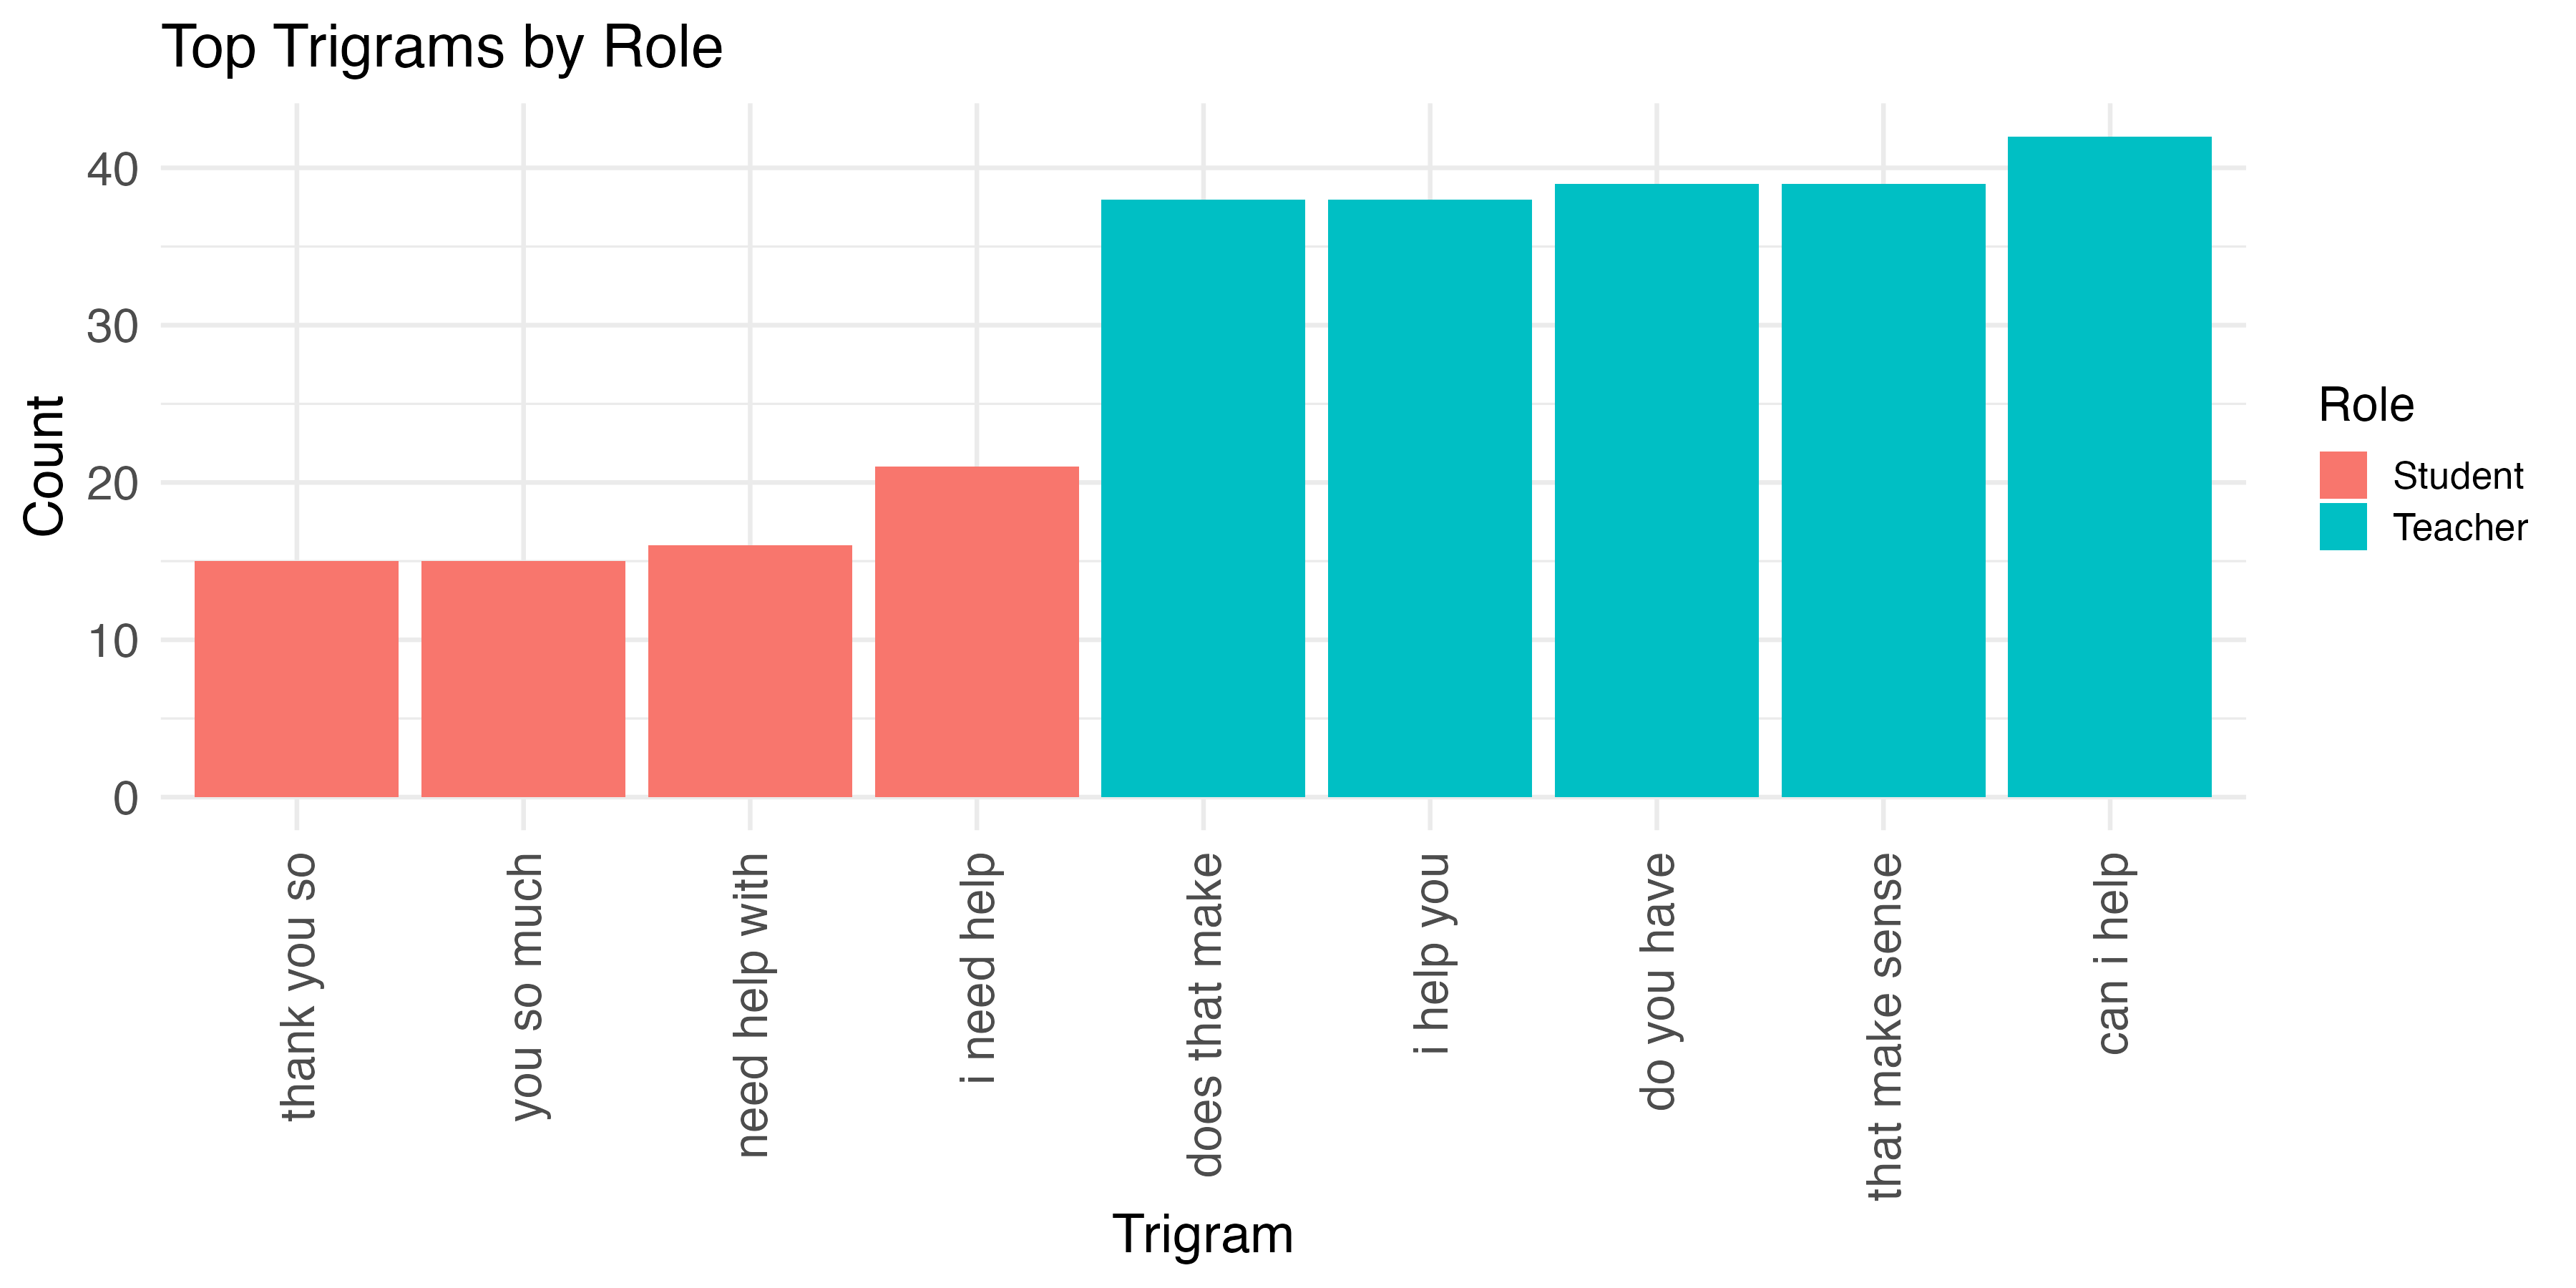 Top Trigrams by Role
Count
40
30
20
10
0
thank you so
you so much
need help with
i need help
does that make
i help you
do you have
that make sense
can i help
Trigram
Role
Student
Teacher